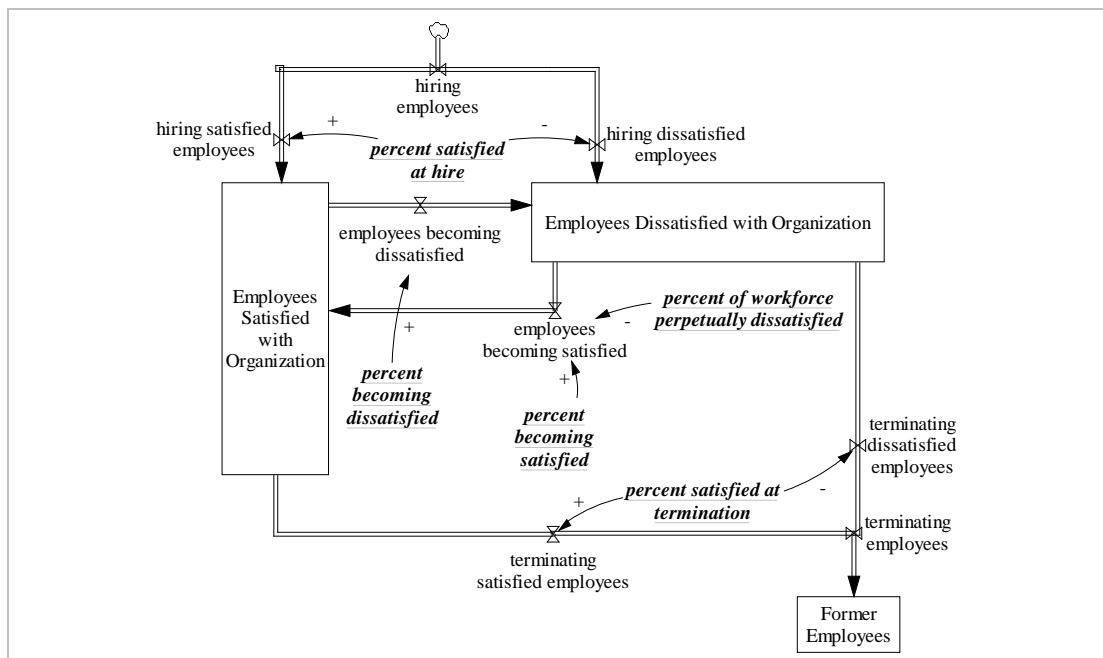 hiring
employees
+
-
hiring satisfied
employees
percent satisfied
at hire
hiring dissatisfied
employees
Employees Dissatisfied with Organization
employees becoming
dissatisfied
Employees
Satisfied
with
Organization
percent of workforce
perpetually dissatisfied
+
-
employees
becoming satisfied
percent
becoming
dissatisfied
+
percent
becoming
satisfied
terminating
dissatisfied
employees
percent satisfied at
termination
+
-
terminating
employees
terminating
satisfied employees
Former
Employees